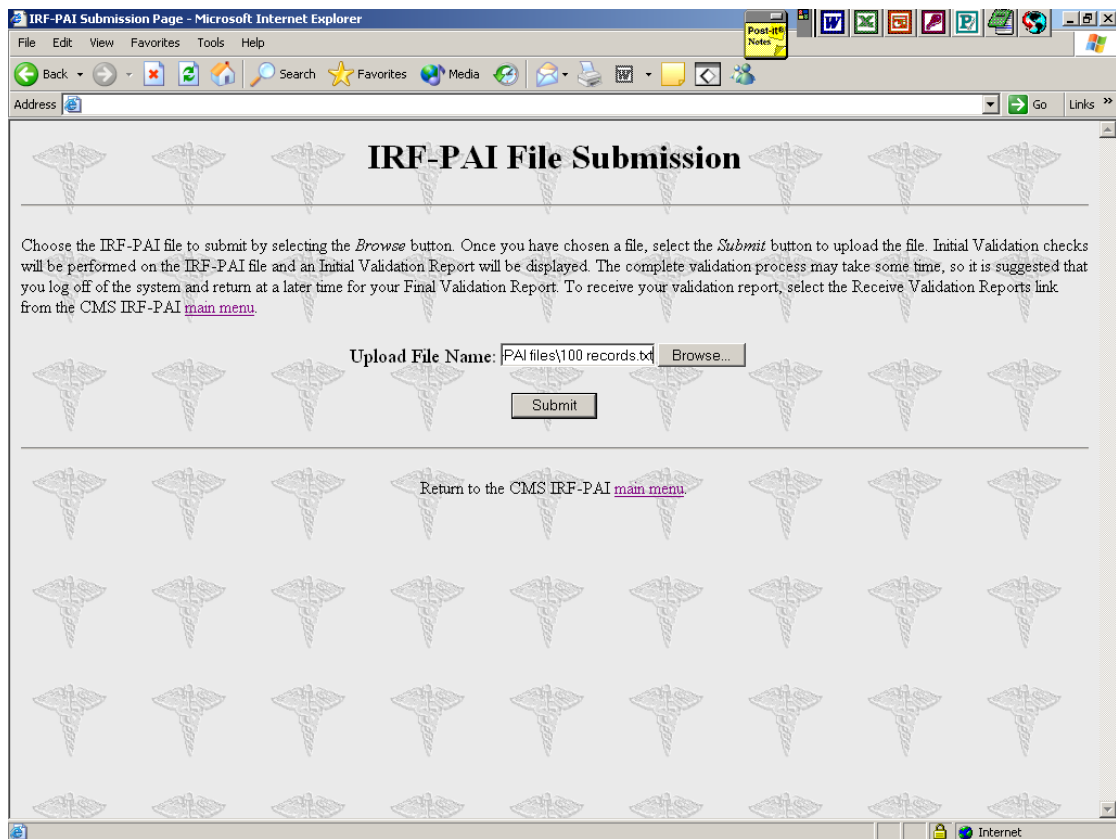 IRF-PAI Submission Page - Microsoft Internet Explorer
Post-it®
Notes
File Edit View Favorites Tools Help
Back Search Favorites Media
Address Go Links »
IRF-PAI File Submission
Choose the IRF-PAI file to submit by selecting the Browse button. Once you have chosen a file, select the Submit button to upload the file. Initial Validation checks
will be performed on the IRF-PAI file and an Initial Validation Report will be displayed. The complete validation process may take some time, so it is suggested that
you log off of the system and return at a later time for your Final Validation Report. To receive your validation report, select the Receive Validation Reports link
from the CMS IRF-PAI main menu.
Upload File Name: PAI files\100 records.txt Browse...
Submit
Return to the CMS IRF-PAI main menu.
Internet